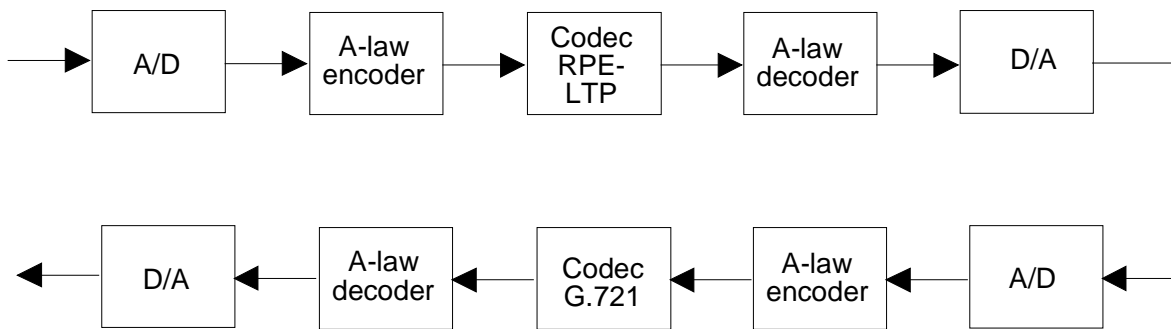 A/D
A-law
encoder
Codec
RPE-
LTP
A-law
decoder
D/A
D/A
A-law
decoder
Codec
G.721
A-law
encoder
A/D